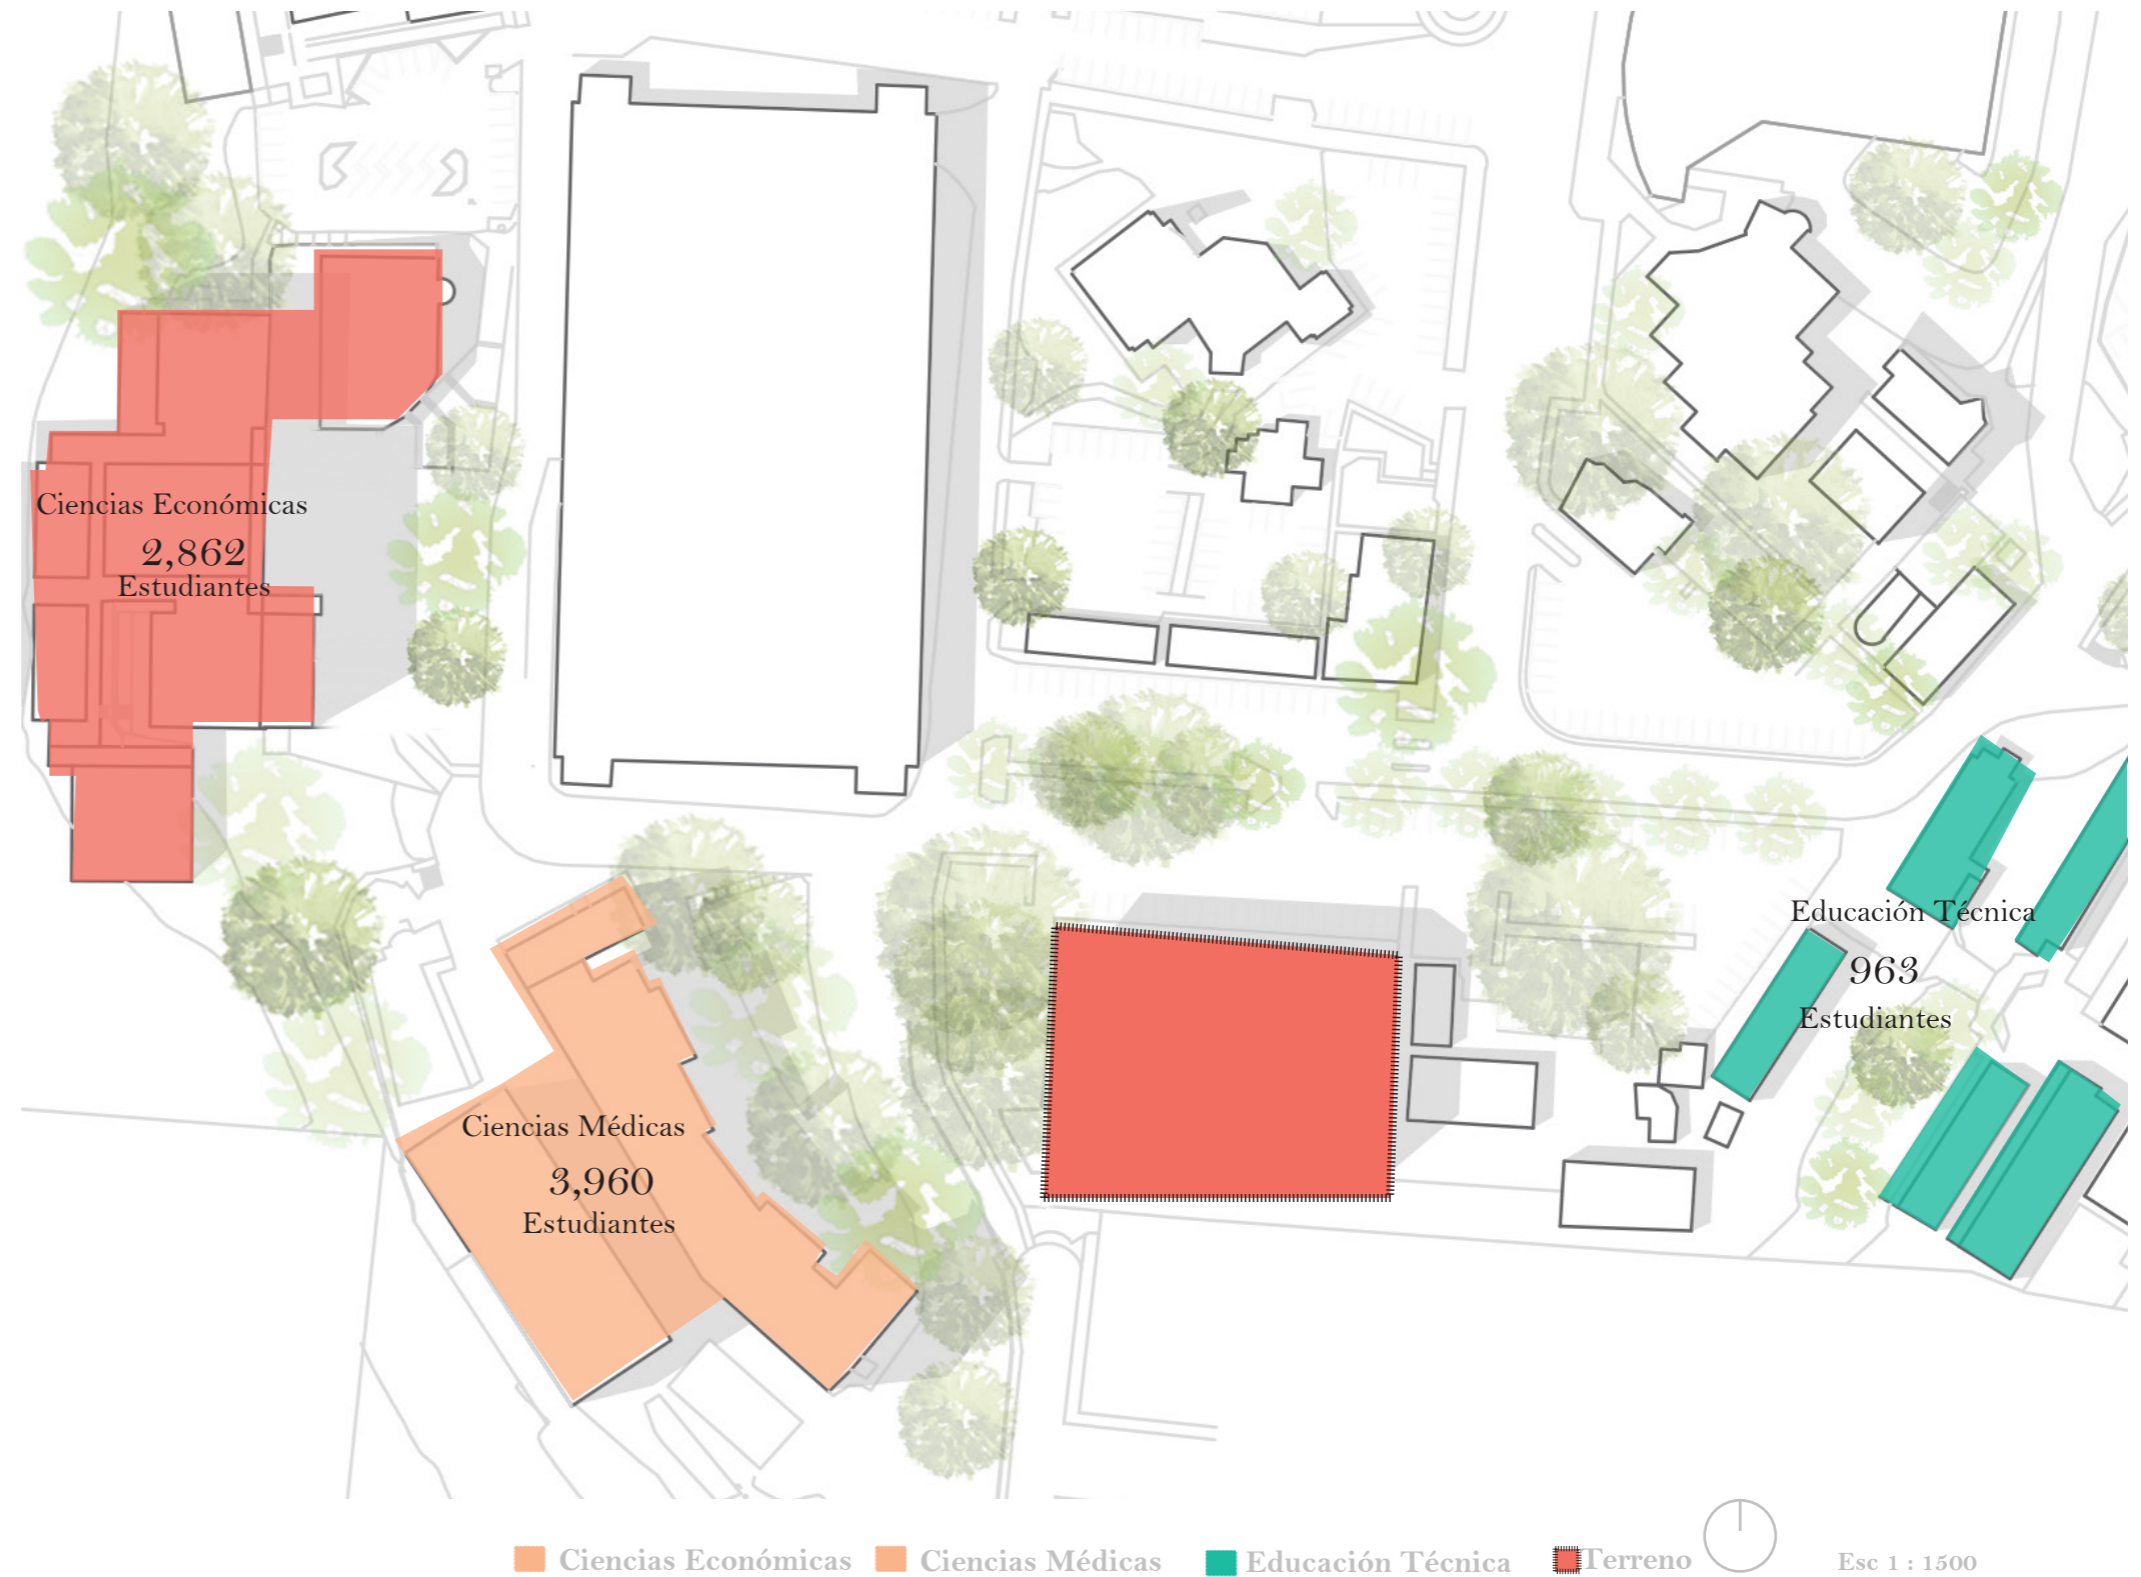 Ciencias Económicas
2,862
Estudiantes
Educación Técnica
963
Estudiantes
Ciencias Médicas
3,960
Estudiantes
Ciencias Económicas
Ciencias Médicas
Educación Técnica
Terreno
Esc 1 : 1500